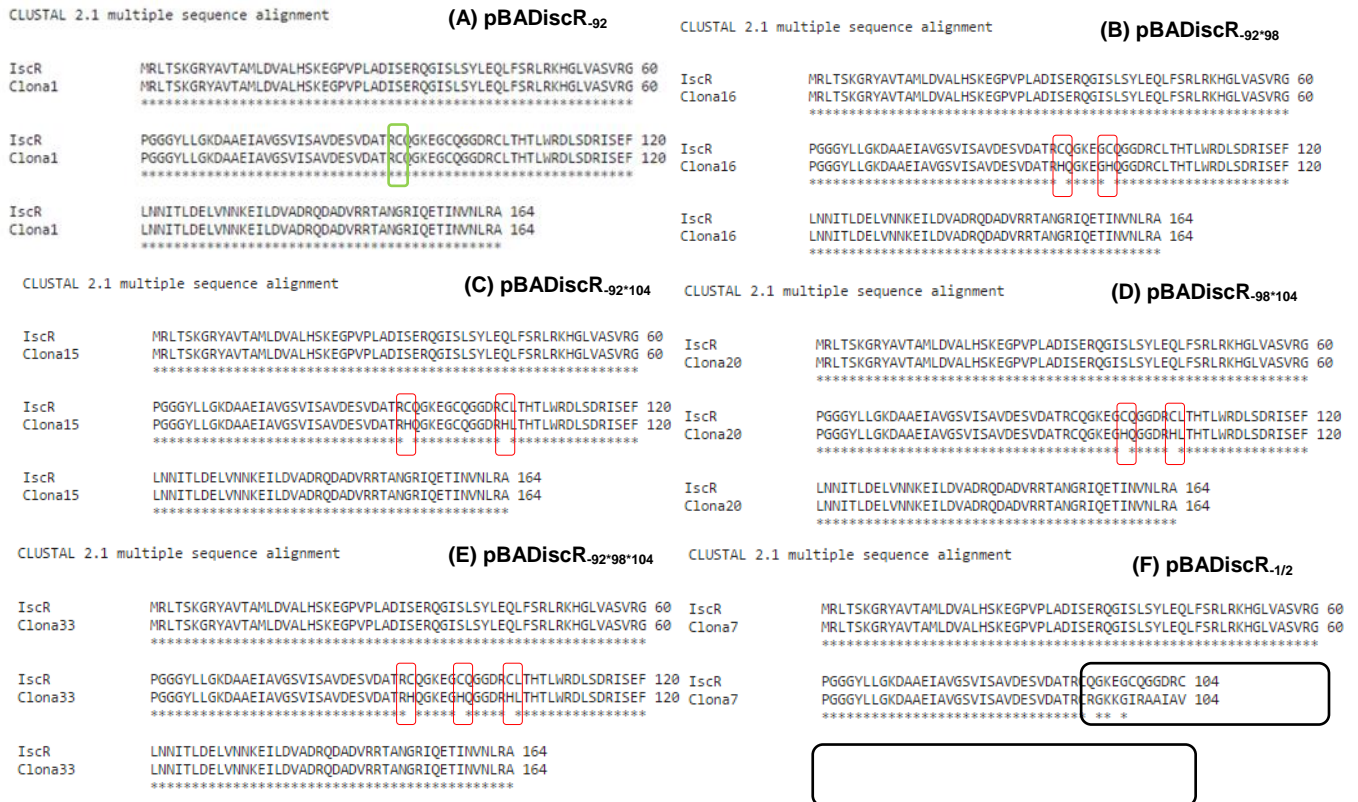 CLUSTAL 2.1 multiple sequence alignment
(A) pBADiscR-92
IscR MRLTSKGRYAVTAMLDVALHSKEGPVPLADISERQGISLSYLEQLFSRLRKHGLVASVRG 60
Clona1 MRLTSKGRYAVTAMLDVALHSKEGPVPLADISERQGISLSYLEQLFSRLRKHGLVASVRG 60
************************************************************
IscR PGGGYLLGKDAAEIAVGSVISAVDESVDATRCQGKEGCQGGDRCLTHTLWRDLSDRISEF 120
Clona1 PGGGYLLGKDAAEIAVGSVISAVDESVDATRCQGKEGCQGGDRCLTHTLWRDLSDRISEF 120
************************************************************
IscR LNNITLDELVNNKEILDVADRQDADVRRTANGRIQETINVNLRA 164
Clona1 LNNITLDELVNNKEILDVADRQDADVRRTANGRIQETINVNLRA 164
********************************************
CLUSTAL 2.1 multiple sequence alignment
(B) pBADiscR-92*98
IscR MRLTSKGRYAVTAMLDVALHSKEGPVPLADISERQGISLSYLEQLFSRLRKHGLVASVRG 60
Clona16 MRLTSKGRYAVTAMLDVALHSKEGPVPLADISERQGISLSYLEQLFSRLRKHGLVASVRG 60
************************************************************
IscR PGGGYLLGKDAAEIAVGSVISAVDESVDATRCQGKEGCQGGDRCLTHTLWRDLSDRISEF 120
Clona16 PGGGYLLGKDAAEIAVGSVISAVDESVDATRHQGKEGHQGGDRCLTHTLWRDLSDRISEF 120
******************************* ***** **********************
IscR LNNITLDELVNNKEILDVADRQDADVRRTANGRIQETINVNLRA 164
Clona16 LNNITLDELVNNKEILDVADRQDADVRRTANGRIQETINVNLRA 164
********************************************
CLUSTAL 2.1 multiple sequence alignment
(C) pBADiscR-92*104
IscR MRLTSKGRYAVTAMLDVALHSKEGPVPLADISERQGISLSYLEQLFSRLRKHGLVASVRG 60
Clona15 MRLTSKGRYAVTAMLDVALHSKEGPVPLADISERQGISLSYLEQLFSRLRKHGLVASVRG 60
************************************************************
IscR PGGGYLLGKDAAEIAVGSVISAVDESVDATRCQGKEGCQGGDRCLTHTLWRDLSDRISEF 120
Clona15 PGGGYLLGKDAAEIAVGSVISAVDESVDATRHQGKEGCQGGDRHLTHTLWRDLSDRISEF 120
******************************* *********** ****************
IscR LNNITLDELVNNKEILDVADRQDADVRRTANGRIQETINVNLRA 164
Clona15 LNNITLDELVNNKEILDVADRQDADVRRTANGRIQETINVNLRA 164
********************************************
CLUSTAL 2.1 multiple sequence alignment
(D) pBADiscR-98*104
IscR MRLTSKGRYAVTAMLDVALHSKEGPVPLADISERQGISLSYLEQLFSRLRKHGLVASVRG 60
Clona20 MRLTSKGRYAVTAMLDVALHSKEGPVPLADISERQGISLSYLEQLFSRLRKHGLVASVRG 60
************************************************************
IscR PGGGYLLGKDAAEIAVGSVISAVDESVDATRCQGKEGCQGGDRCLTHTLWRDLSDRISEF 120
Clona20 PGGGYLLGKDAAEIAVGSVISAVDESVDATRCQGKEGHQGGDRHLTHTLWRDLSDRISEF 120
************************************* ***** ****************
IscR LNNITLDELVNNKEILDVADRQDADVRRTANGRIQETINVNLRA 164
Clona20 LNNITLDELVNNKEILDVADRQDADVRRTANGRIQETINVNLRA 164
********************************************
CLUSTAL 2.1 multiple sequence alignment
(E) pBADiscR-92*98*104
IscR MRLTSKGRYAVTAMLDVALHSKEGPVPLADISERQGISLSYLEQLFSRLRKHGLVASVRG 60
Clona33 MRLTSKGRYAVTAMLDVALHSKEGPVPLADISERQGISLSYLEQLFSRLRKHGLVASVRG 60
************************************************************
IscR PGGGYLLGKDAAEIAVGSVISAVDESVDATRCQGKEGCQGGDRCLTHTLWRDLSDRISEF 120
Clona33 PGGGYLLGKDAAEIAVGSVISAVDESVDATRHQGKEGHQGGDRHLTHTLWRDLSDRISEF 120
******************************* ***** ***** ****************
IscR LNNITLDELVNNKEILDVADRQDADVRRTANGRIQETINVNLRA 164
Clona33 LNNITLDELVNNKEILDVADRQDADVRRTANGRIQETINVNLRA 164
********************************************
CLUSTAL 2.1 multiple sequence alignment
(F) pBADiscR-1/2
IscR MRLTSKGRYAVTAMLDVALHSKEGPVPLADISERQGISLSYLEQLFSRLRKHGLVASVRG 60
Clona7 MRLTSKGRYAVTAMLDVALHSKEGPVPLADISERQGISLSYLEQLFSRLRKHGLVASVRG 60
************************************************************
IscR PGGGYLLGKDAAEIAVGSVISAVDESVDATRCQGKEGCQGGDRC 104
Clona7 PGGGYLLGKDAAEIAVGSVISAVDESVDATRCRGKKGIRAAIAV 104
******************************** ** *